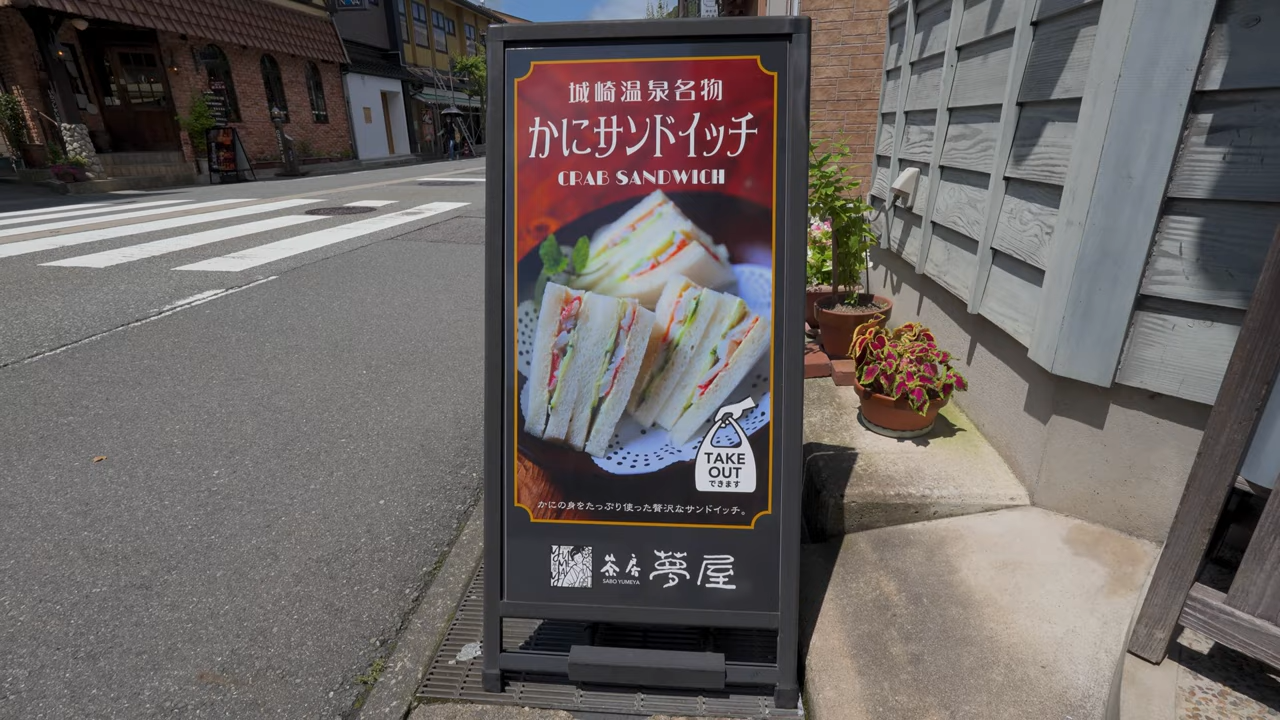 城崎温泉名物
かにサンドイッチ
CRAB SANDWICH
TAKE
OUT
できます
かにの身をたっぷり使った贅沢なサンドイッチ。
茶房 夢屋
SABO YUMEYA